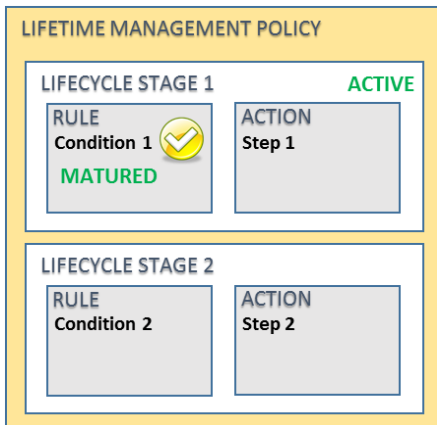 LIFETIME MANAGEMENT POLICY
LIFECYCLE STAGE 1
ACTIVE
RULE
Condition 1
MATURED
ACTION
Step 1
LIFECYCLE STAGE 2
RULE
Condition 2
ACTION
Step 2